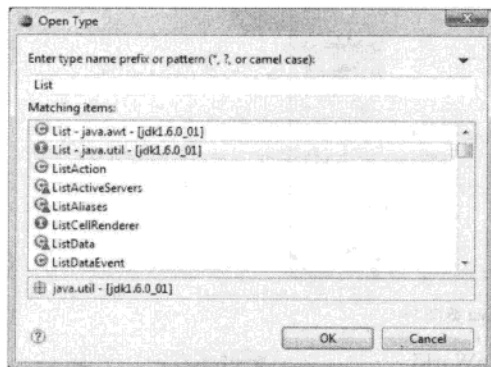 Open Type
Enter type name prefix or pattern (*, ?, or camel case):
List
Matching items:
List - java.awt - [jdk1.6.0_01]
List - java.util - [jdk1.6.0_01]
ListAction
ListActiveServers
ListAliases
ListCellRenderer
ListData
ListDataEvent
java.util - [jdk1.6.0_01]
OK
Cancel